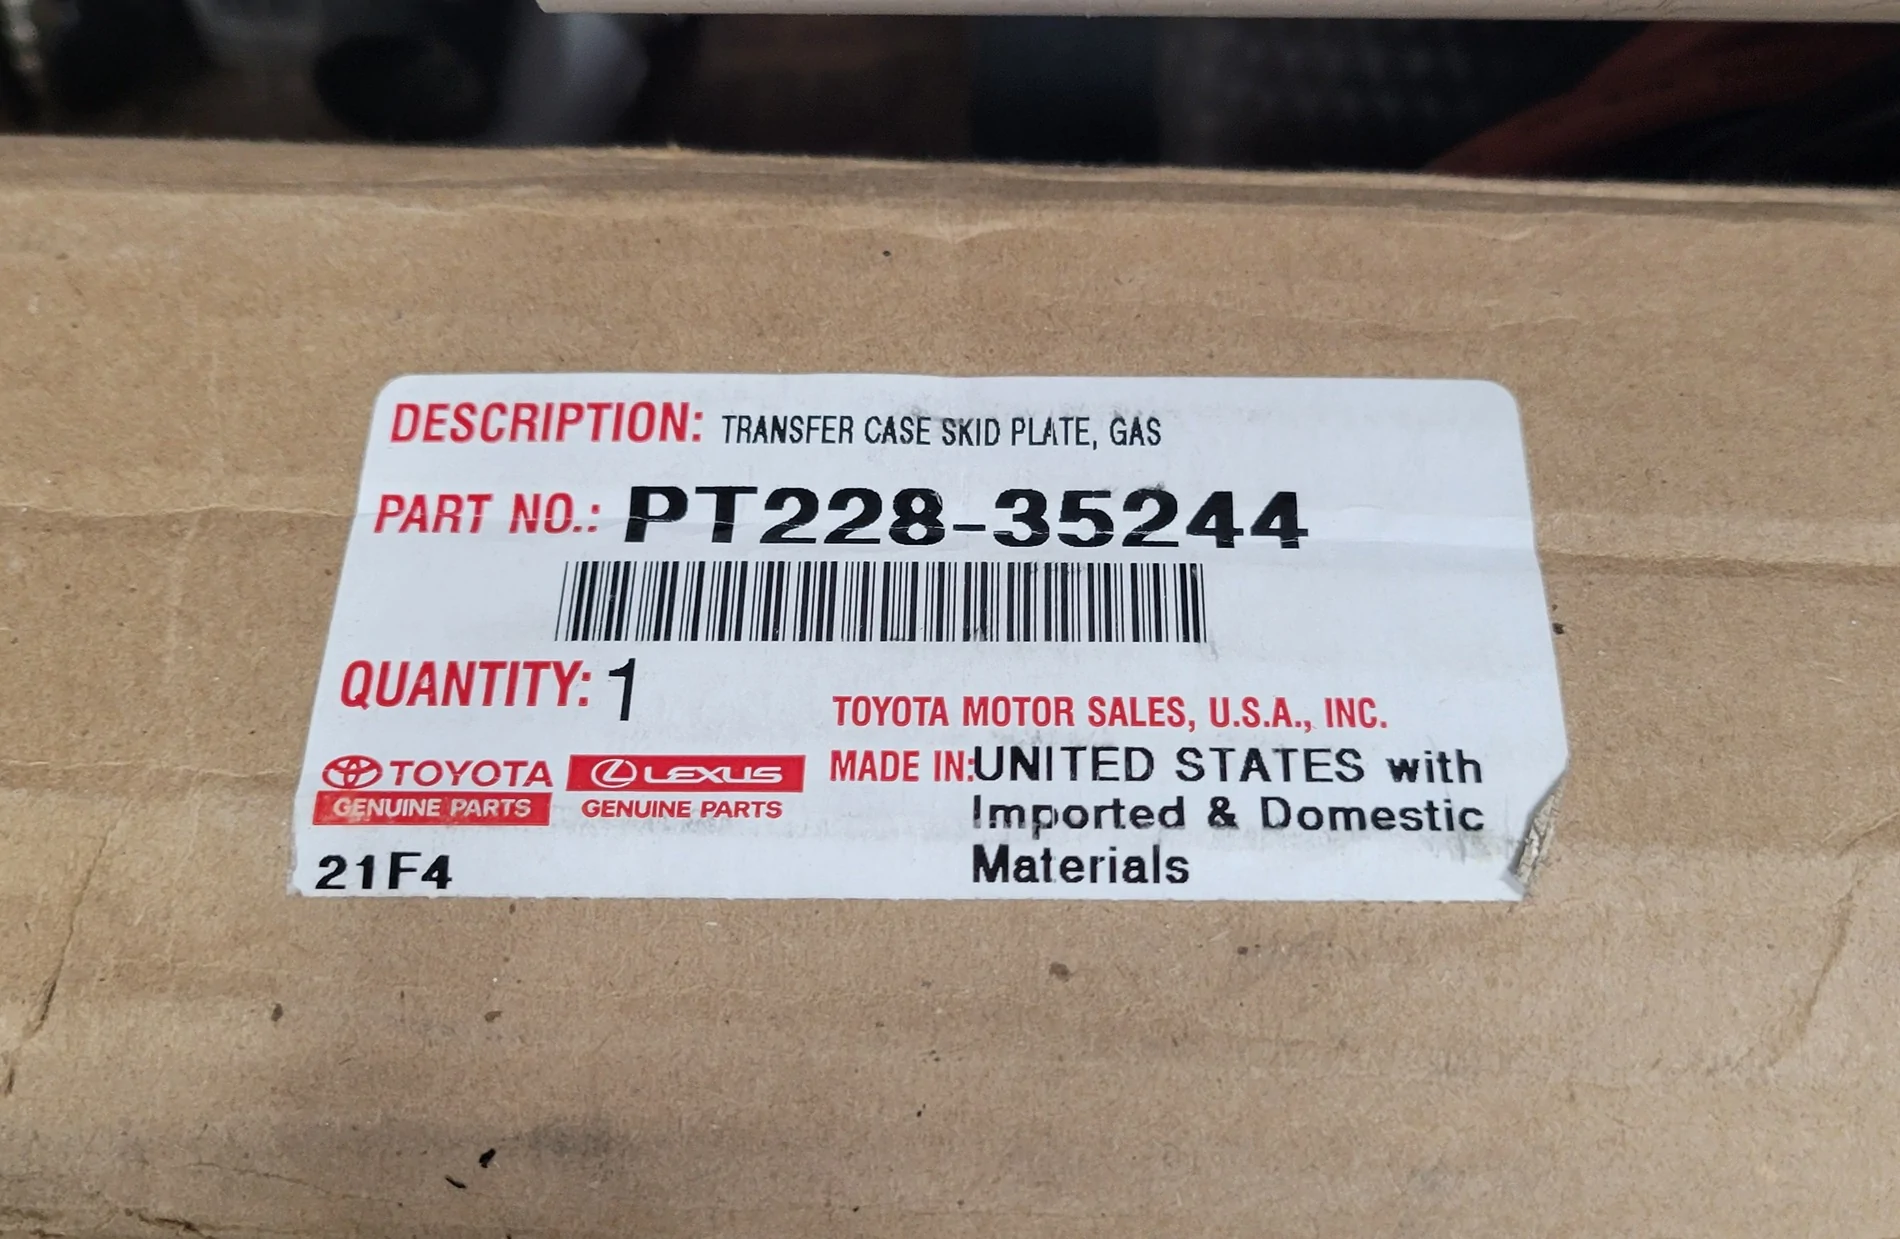 DESCRIPTION: TRANSFER CASE SKID PLATE, GAS
PART NO.: PT228-35244
QUANTITY: 1
TOYOTA MOTOR SALES, U.S.A., INC.
TOYOTA
GENUINE PARTS
LEXUS
GENUINE PARTS
MADE IN: UNITED STATES with
Imported & Domestic
Materials
21F4